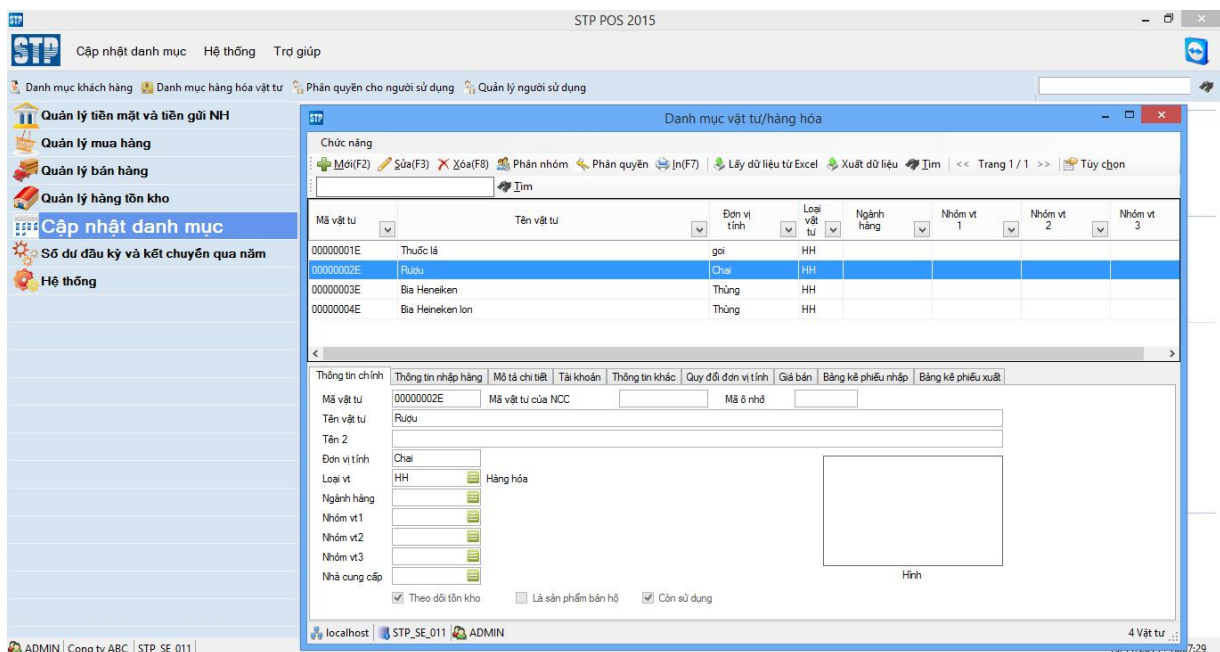 STP STP POS 2015
STP Cập nhật danh mục Hệ thống Trợ giúp
Danh mục khách hàng Danh mục hàng hóa vật tư Phân quyền cho người sử dụng Quản lý người sử dụng
Quản lý tiền mặt và tiền gửi NH
Quản lý mua hàng
Quản lý bán hàng
Quản lý hàng tồn kho
Cập nhật danh mục
Số dư đầu kỳ và kết chuyển qua năm
Hệ thống
STP Danh mục vật tư/hàng hóa
Chức năng
Mới(F2) Sửa(F3) Xóa(F8) Phân nhóm Phân quyền In(F7) Lấy dữ liệu từ Excel Xuất dữ liệu Tìm << Trang 1 / 1 >> Tùy chọn
Tìm
Mã vật tư Tên vật tư Đơn vị tính Loại vật tư Ngành hàng Nhóm vt 1 Nhóm vt 2 Nhóm vt 3
00000001E Thuốc lá goi HH
00000002E Rượu Chai HH
00000003E Bia Heneiken Thùng HH
00000004E Bia Heineken lon Thùng HH
Thông tin chính Thông tin nhập hàng Mô tả chi tiết Tài khoản Thông tin khác Quy đổi đơn vị tính Giá bán Bảng kê phiếu nhập Bảng kê phiếu xuất
Mã vật tư 00000002E Mã vật tư của NCC Mã ô nhớ
Tên vật tư Rượu
Tên 2
Đơn vị tính Chai
Loại vt HH Hàng hóa
Ngành hàng
Nhóm vt1
Nhóm vt2
Nhóm vt3
Nhà cung cấp
Hình
Theo dõi tồn kho Là sản phẩm bán hộ Còn sử dụng
localhost STP_SE_011 ADMIN 4 Vật tư
ADMIN Cong ty ABC STP_SE_011 7:29